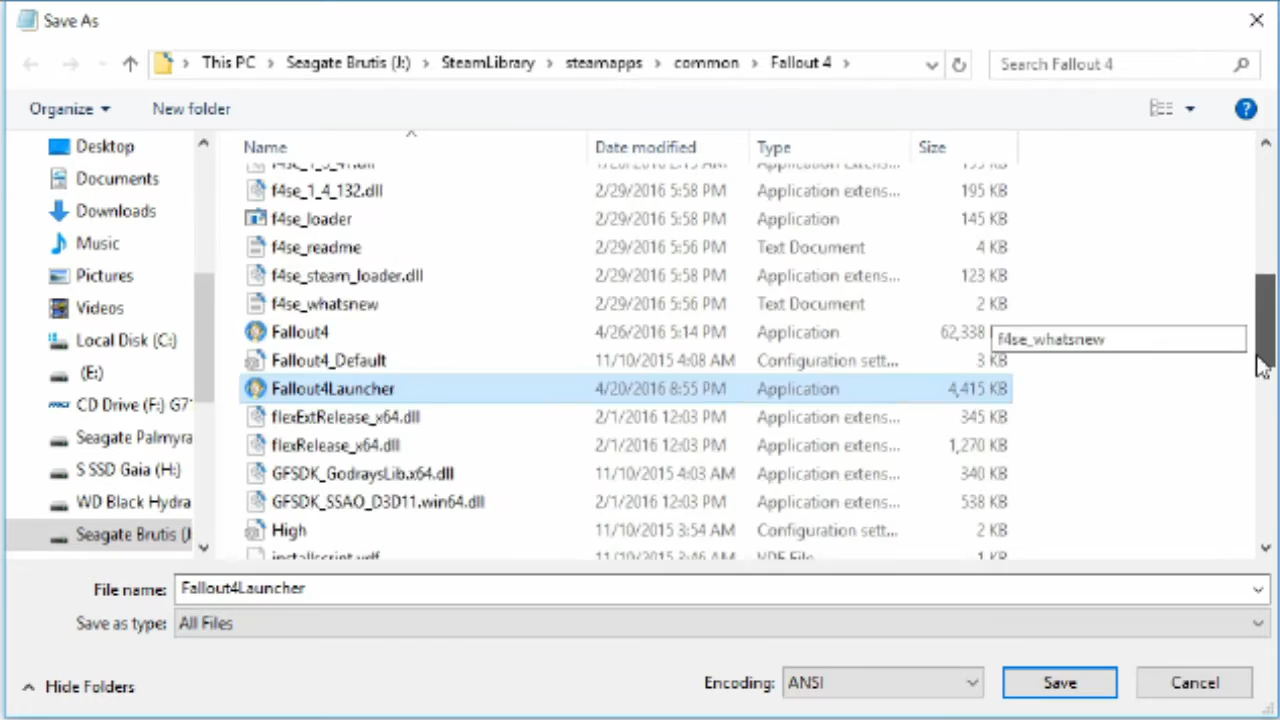 Save As
This PC > Seagate Brutis (J:) > SteamLibrary > steamapps > common > Fallout 4 >
Search Fallout 4
Organize
New folder
Desktop
Documents
Downloads
Music
Pictures
Videos
Local Disk (C:)
(E:)
CD Drive (F:) G7
Seagate Palmyra
S SSD Gaia (H:)
WD Black Hydra
Seagate Brutis (J
Name Date modified Type Size
f4se_1_4_132.dll 2/29/2016 5:58 PM Application extens... 195 KB
f4se_loader 2/29/2016 5:58 PM Application 145 KB
f4se_readme 2/29/2016 5:56 PM Text Document 4 KB
f4se_steam_loader.dll 2/29/2016 5:58 PM Application extens... 123 KB
f4se_whatsnew 2/29/2016 5:56 PM Text Document 2 KB
Fallout4 4/26/2016 5:14 PM Application 62,338
f4se_whatsnew
Fallout4_Default 11/10/2015 4:08 AM Configuration sett... 3 KB
Fallout4Launcher 4/20/2016 8:55 PM Application 4,415 KB
flexExtRelease_x64.dll 2/1/2016 12:03 PM Application extens... 345 KB
flexRelease_x64.dll 2/1/2016 12:03 PM Application extens... 1,270 KB
GFSDK_GodraysLib.x64.dll 11/10/2015 4:03 AM Application extens... 340 KB
GFSDK_SSAO_D3D11.win64.dll 2/1/2016 12:03 PM Application extens... 538 KB
High 11/10/2015 3:54 AM Configuration sett... 2 KB
installscript.vdf 11/10/2015 3:46 AM VDF File 1 KB
File name: Fallout4Launcher
Save as type: All Files
Hide Folders
Encoding: ANSI
Save
Cancel